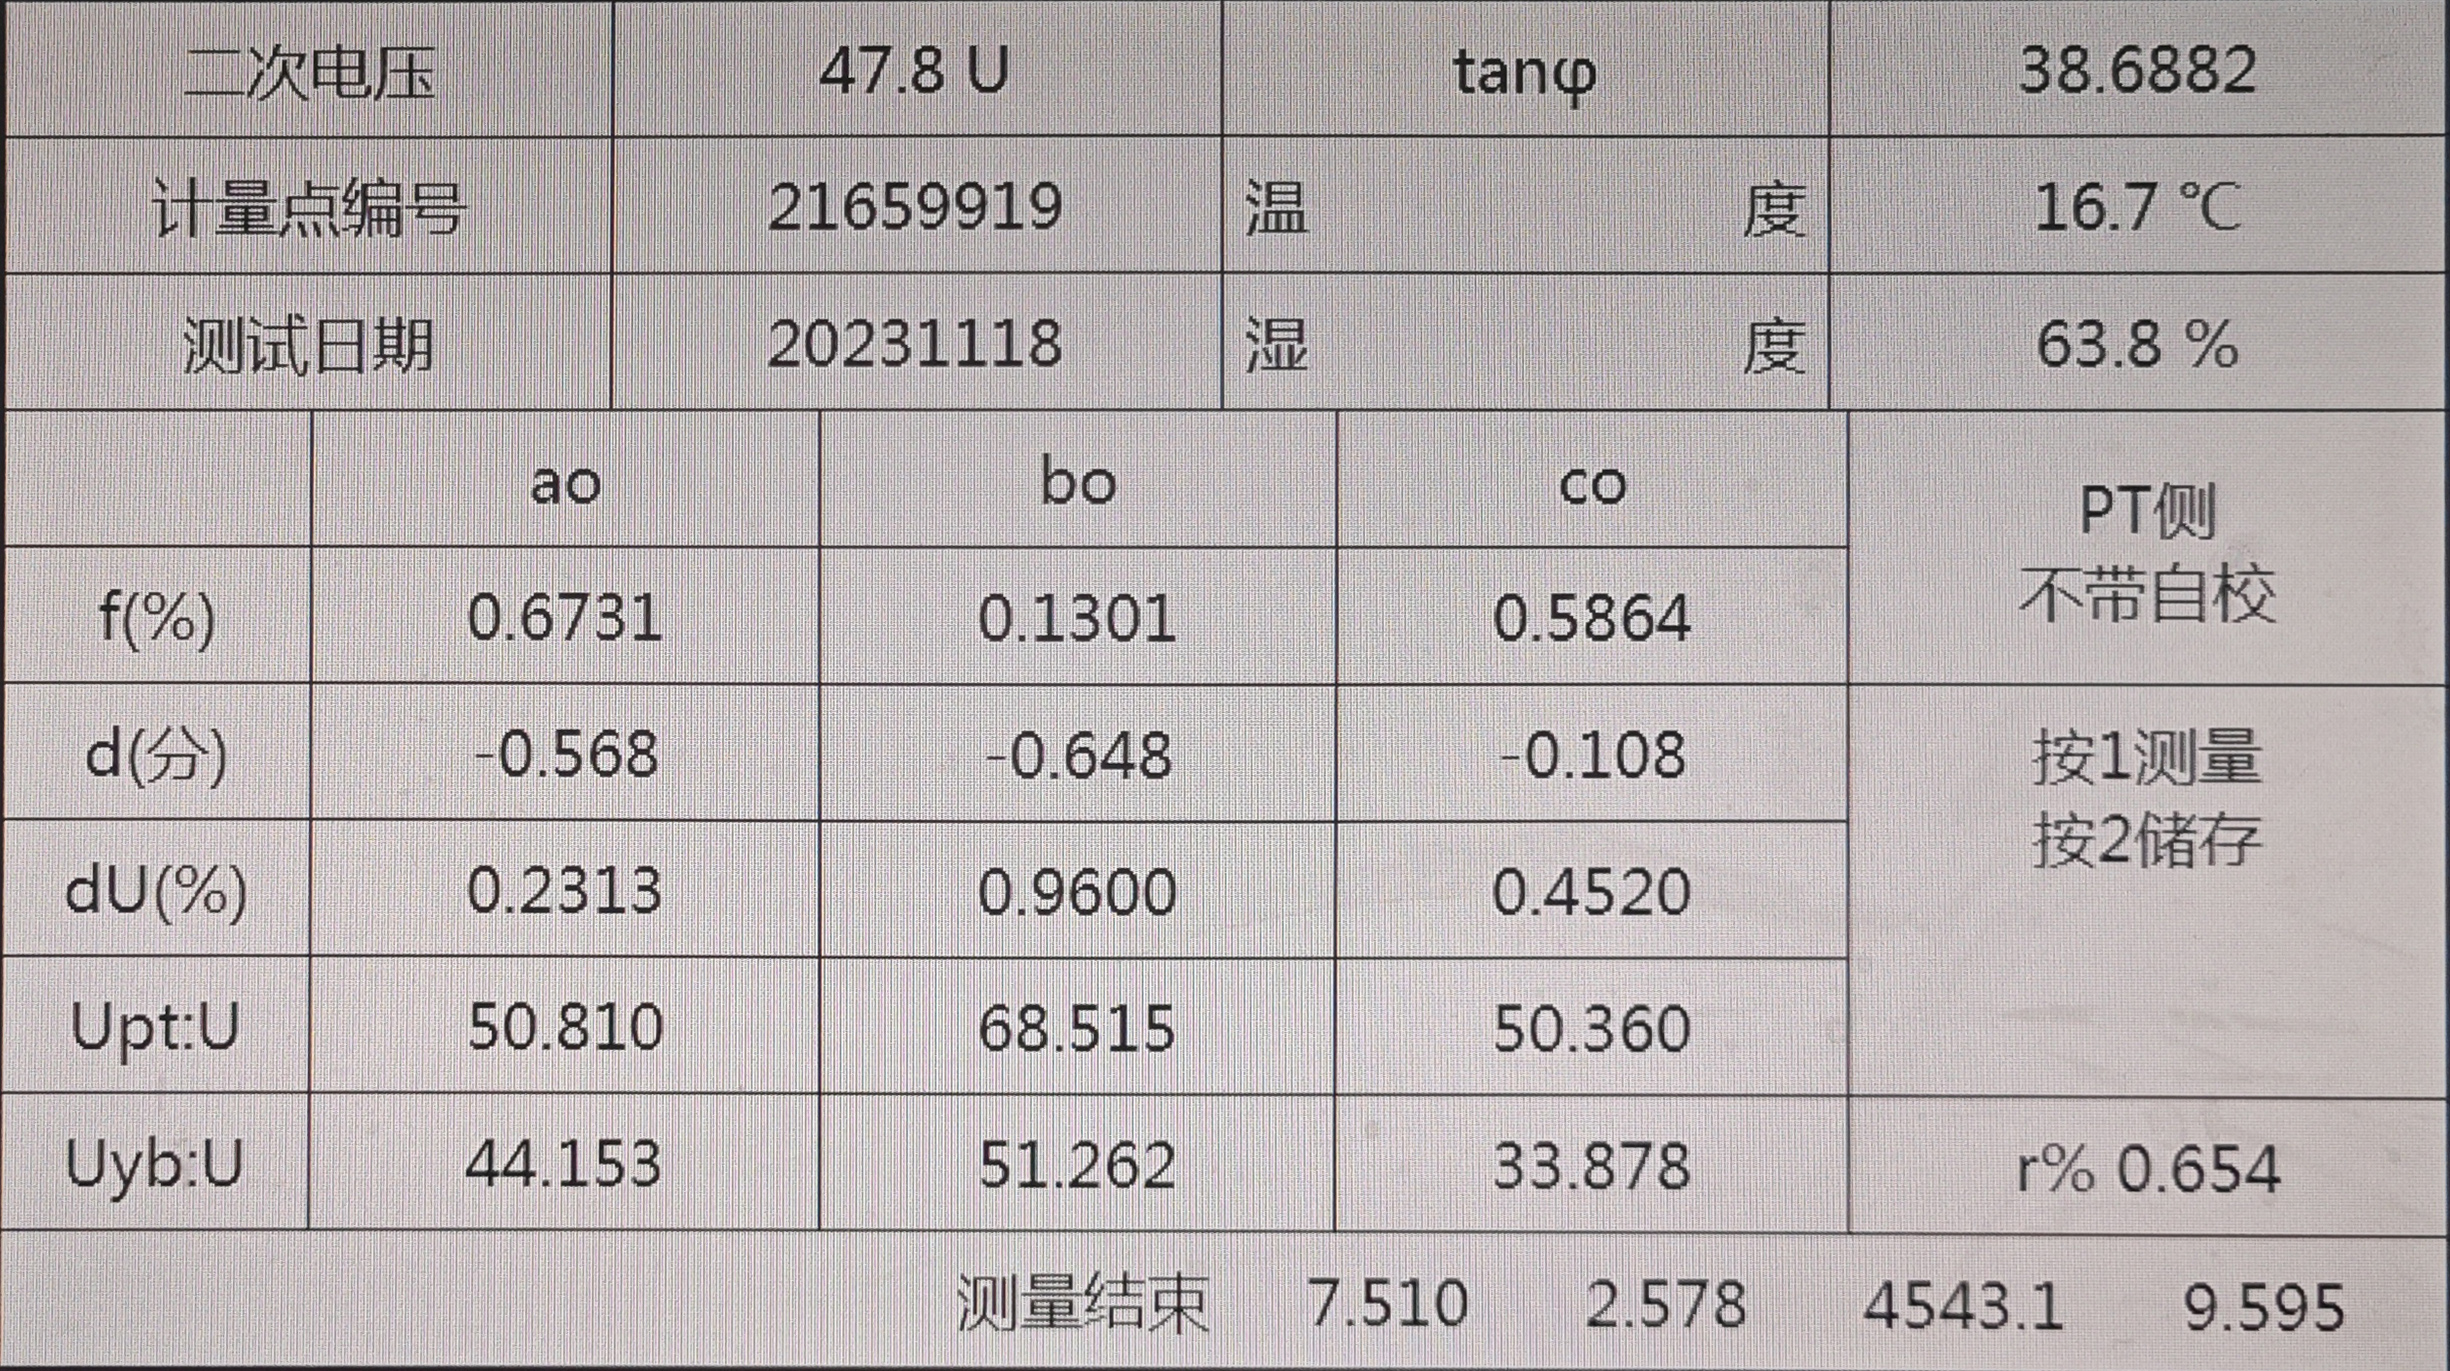 二次电压 47.8 U tanφ 38.6882
计量点编号 21659919 温 度 16.7 ℃
测试日期 20231118 湿 度 63.8 %
ao bo co
PT侧
不带自校
f(%) 0.6731 0.1301 0.5864
d(分) -0.568 -0.648 -0.108
按1测量
按2储存
dU(%) 0.2313 0.9600 0.4520
Upt:U 50.810 68.515 50.360
Uyb:U 44.153 51.262 33.878 r% 0.654
测量结束 7.510 2.578 4543.1 9.595